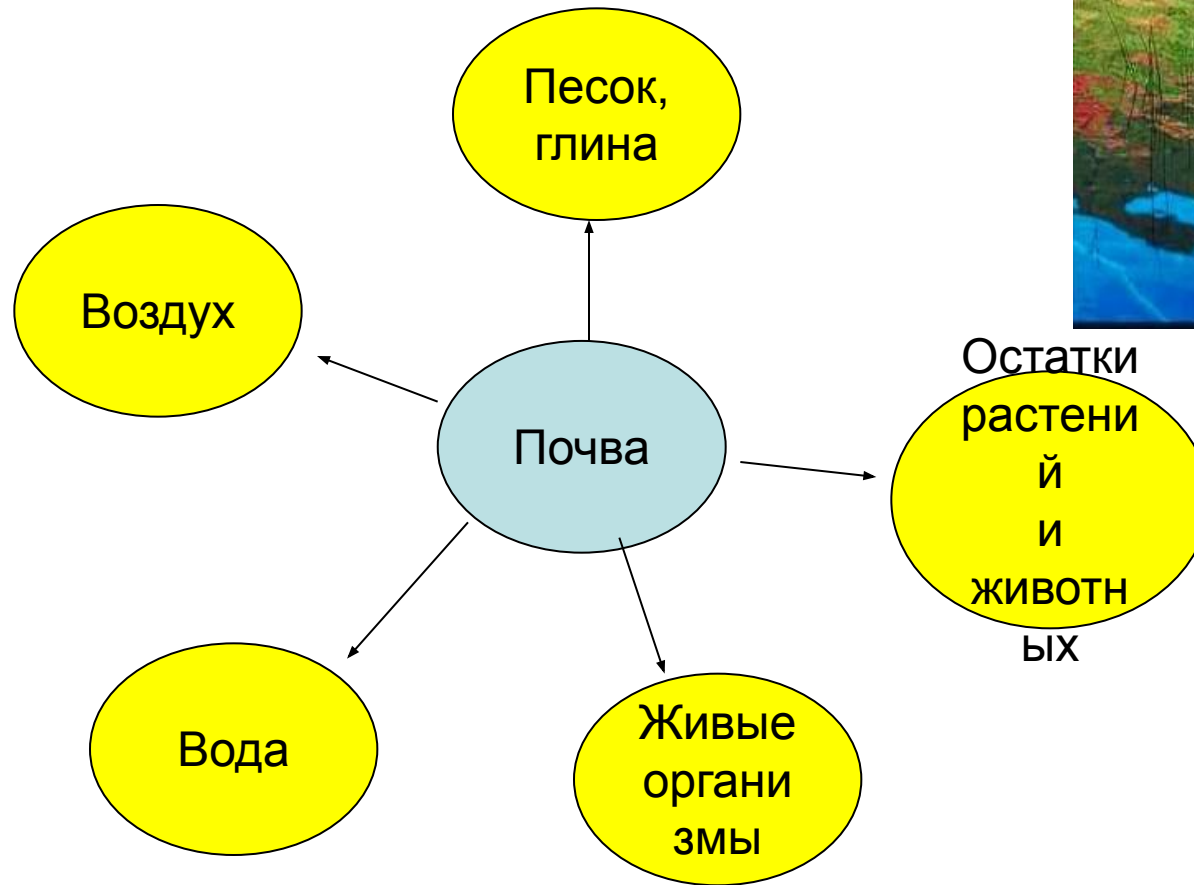 Песок,
глина
Воздух
Остатки
растени
й
и
животн
ых
Почва
Вода
Живые
органи
змы